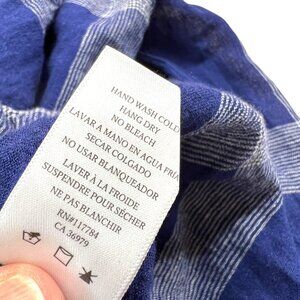 HAND WASH COLD
HANG DRY
NO BLEACH
LAVAR A MANO EN AGUA FRIA
SECAR COLGADO
NO USAR BLANQUEADOR
LAVER À LA FROIDE
SUSPENDRE POUR SÉCHER
NE PAS BLANCHIR
RN#117784
CA 36979